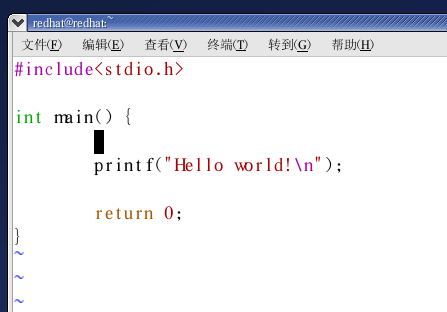 redhat@redhat:~
文件(F) 编辑(E) 查看(V) 终端(T) 转到(G) 帮助(H)
#include<stdio.h>
int main() {
printf("Hello world!\n");
return 0;
}
~
~
~